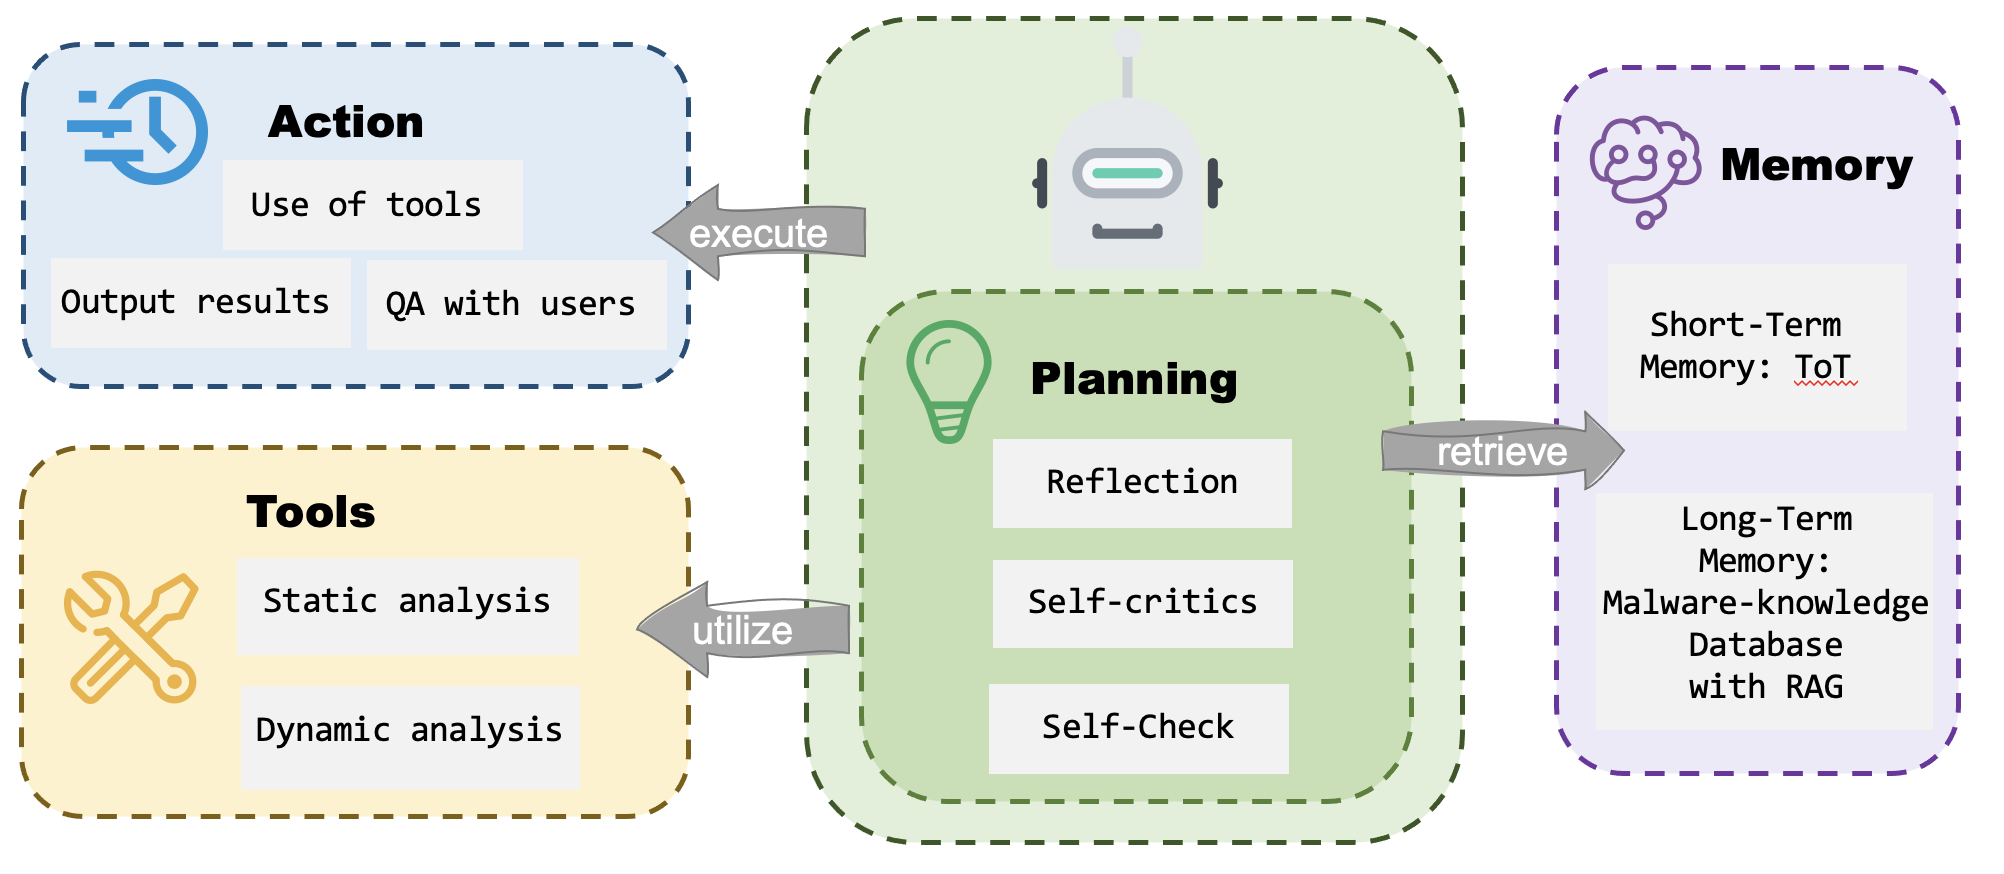 Action
Use of tools
Output results
QA with users
execute
Tools
Static analysis
Dynamic analysis
utilize
Planning
Reflection
Self-critics
Self-Check
retrieve
Memory
Short-Term
Memory: ToT
Long-Term
Memory:
Malware-knowledge
Database
with RAG